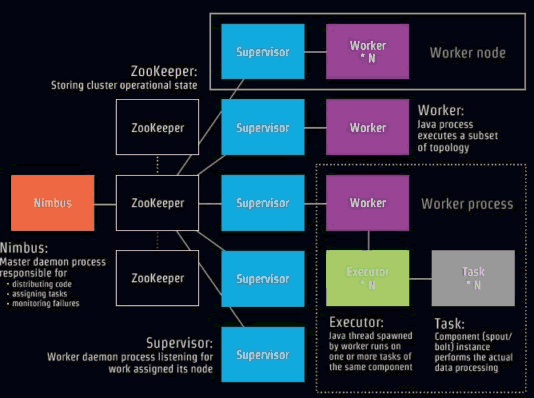 Supervisor
Worker
* N
Worker node
ZooKeeper:
Storing cluster operational state
ZooKeeper
Supervisor
Worker
Worker:
Java process
executes a subset
of topology
Nimbus
ZooKeeper
Supervisor
Worker
Worker process
Nimbus:
Master daemon process
responsible for
• distributing code
• assigning tasks
• monitoring failures
ZooKeeper
Supervisor
Executor
* N
Task
* N
Supervisor:
Worker daemon process listening for
work assigned its node
Supervisor
Executor:
Java thread spawned
by worker runs on
one or more tasks of
the same component
Task:
Component (spout/
bolt) instance
performs the actual
data processing